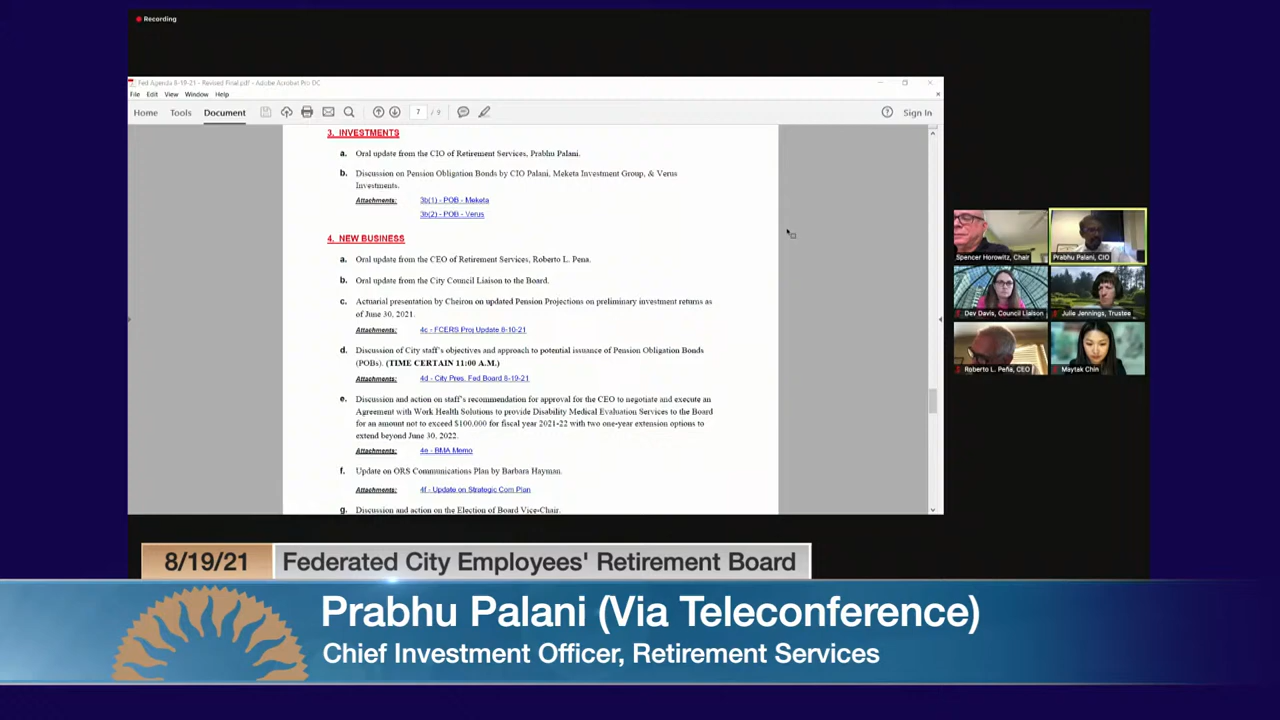 Recording
Fed Agenda 8-19-21 - Revised Final.pdf - Adobe Acrobat Pro DC
File Edit View Window Help
Home Tools Document 7 / 9 Sign In
3. INVESTMENTS
a. Oral update from the CIO of Retirement Services, Prabhu Palani.
b. Discussion on Pension Obligation Bonds by CIO Palani, Meketa Investment Group, & Verus
Investments.
Attachments: 3b(1) - POB - Meketa
3b(2) - POB - Verus
4. NEW BUSINESS
a. Oral update from the CEO of Retirement Services, Roberto L. Pena.
b. Oral update from the City Council Liaison to the Board.
c. Actuarial presentation by Cheiron on updated Pension Projections on preliminary investment returns as
of June 30, 2021.
Attachments: 4c - FCERS Proj Update 8-10-21
d. Discussion of City staff's objectives and approach to potential issuance of Pension Obligation Bonds
(POBs). (TIME CERTAIN 11:00 A.M.)
Attachments: 4d - City Pres. Fed Board 8-19-21
e. Discussion and action on staff's recommendation for approval for the CEO to negotiate and execute an
Agreement with Work Health Solutions to provide Disability Medical Evaluation Services to the Board
for an amount not to exceed $100,000 for fiscal year 2021-22 with two one-year extension options to
extend beyond June 30, 2022.
Attachments: 4e - BMA Memo
f. Update on ORS Communications Plan by Barbara Hayman.
Attachments: 4f - Update on Strategic Com Plan
g. Discussion and action on the Election of Board Vice-Chair.
Spencer Horowitz, Chair
Prabhu Palani, CIO
Dev Davis, Council Liaison
Julie Jennings, Trustee
Roberto L. Peña, CEO
Maytak Chin
8/19/21 Federated City Employees' Retirement Board
Prabhu Palani (Via Teleconference)
Chief Investment Officer, Retirement Services